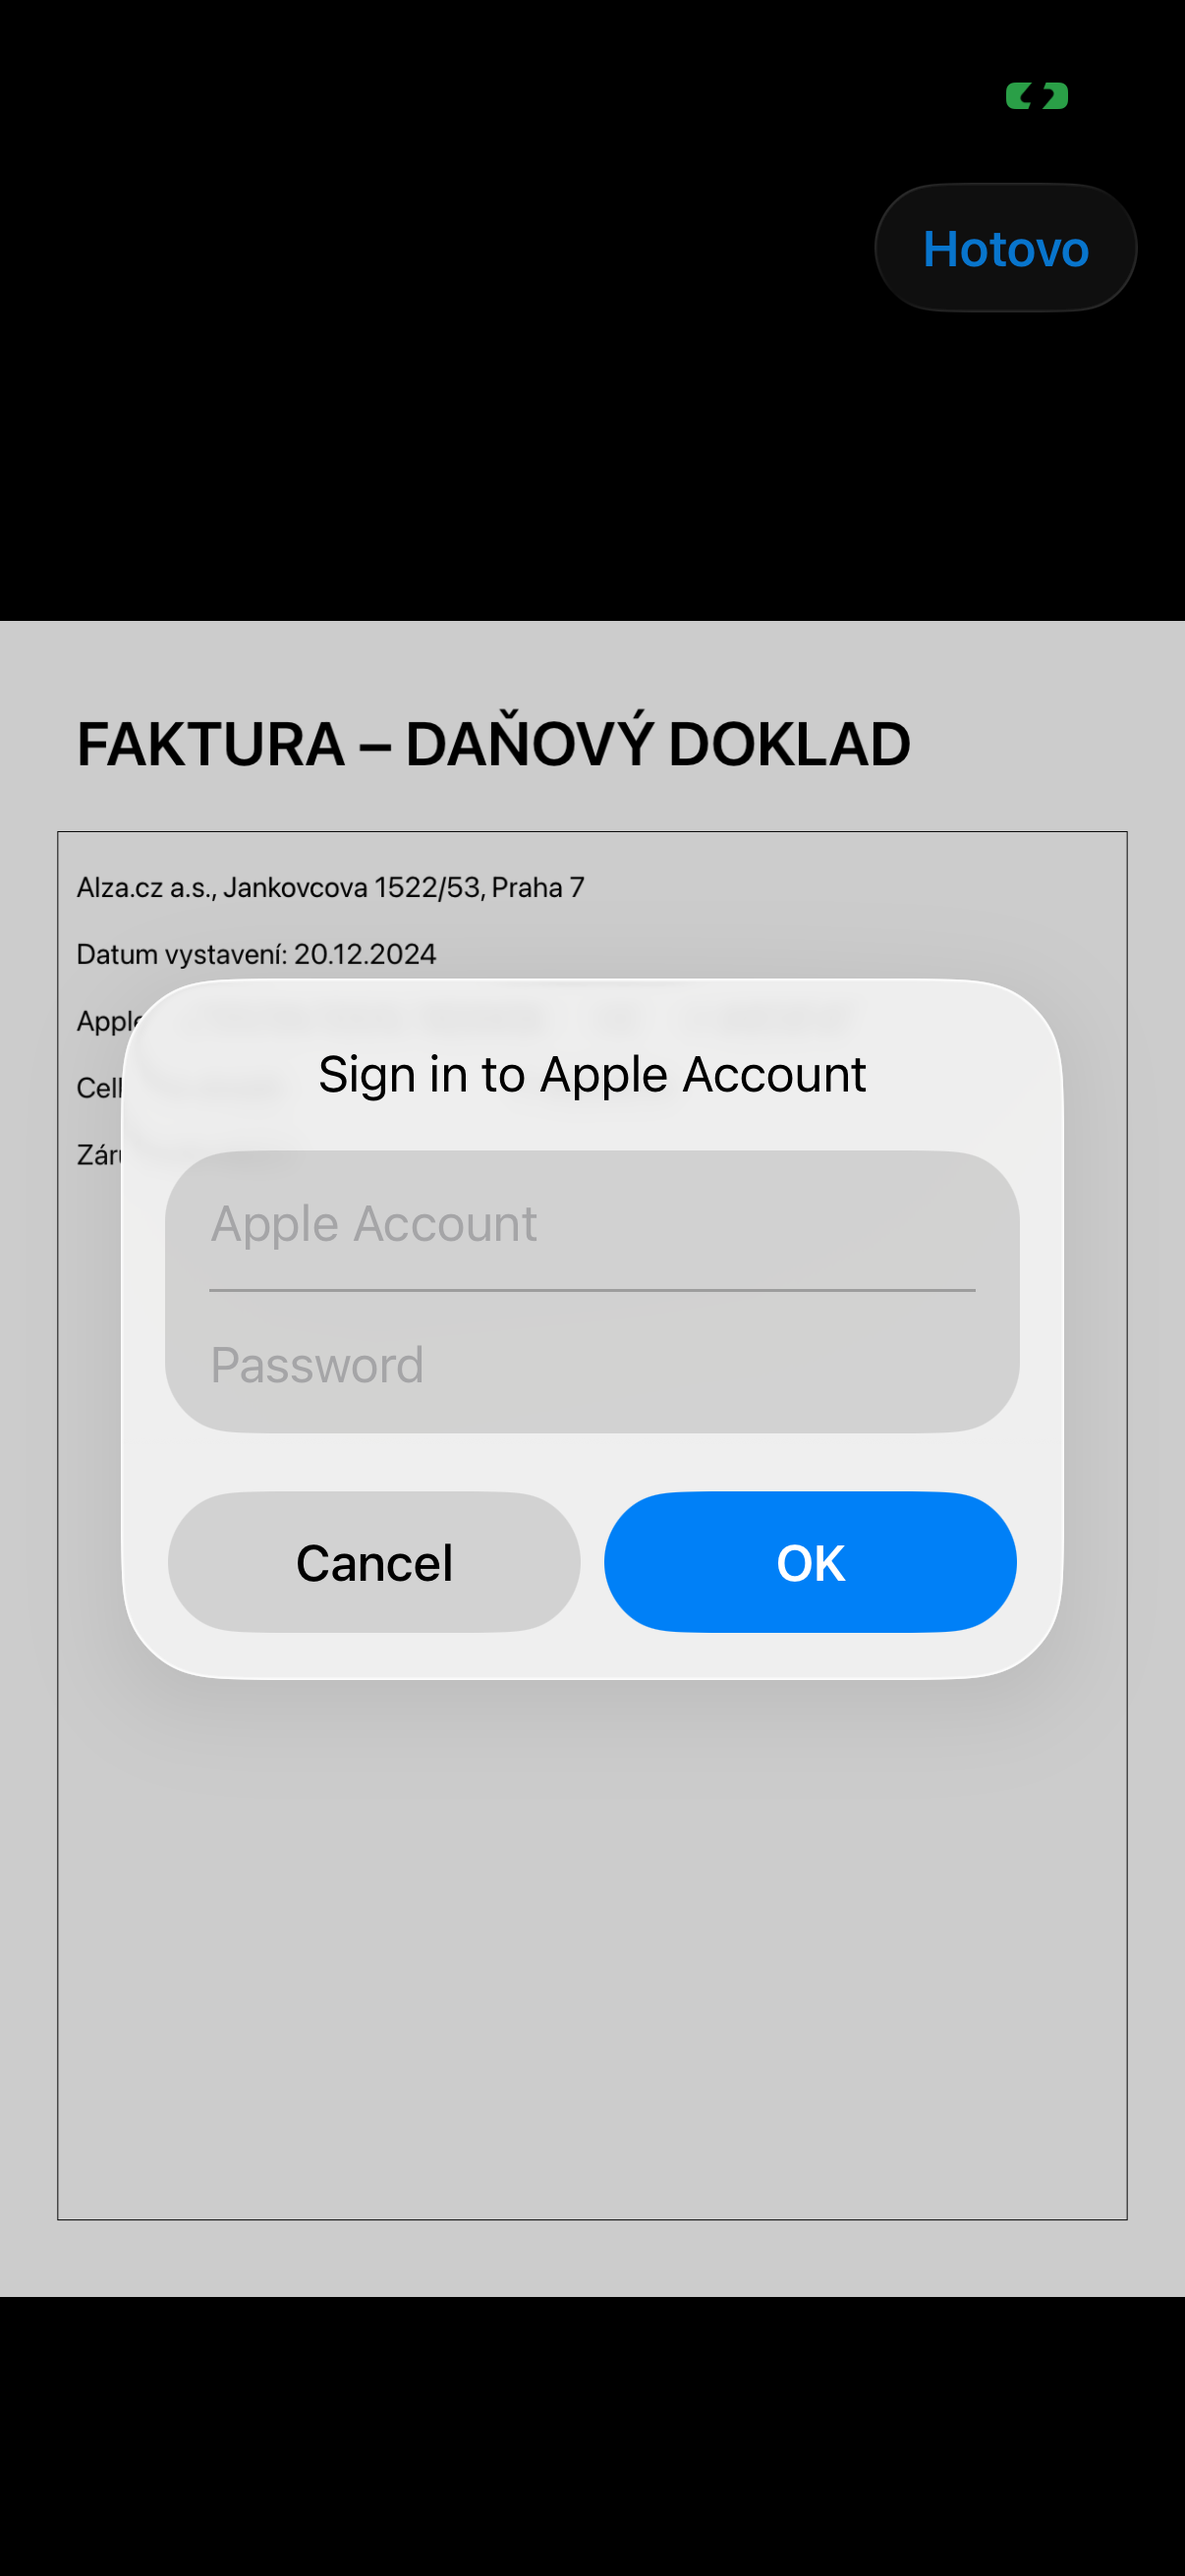 Hotovo
FAKTURA – DAŇOVÝ DOKLAD
Alza.cz a.s., Jankovcova 1522/53, Praha 7
Datum vystavení: 20.12.2024
Sign in to Apple Account
Apple Account
Password
Cancel
OK